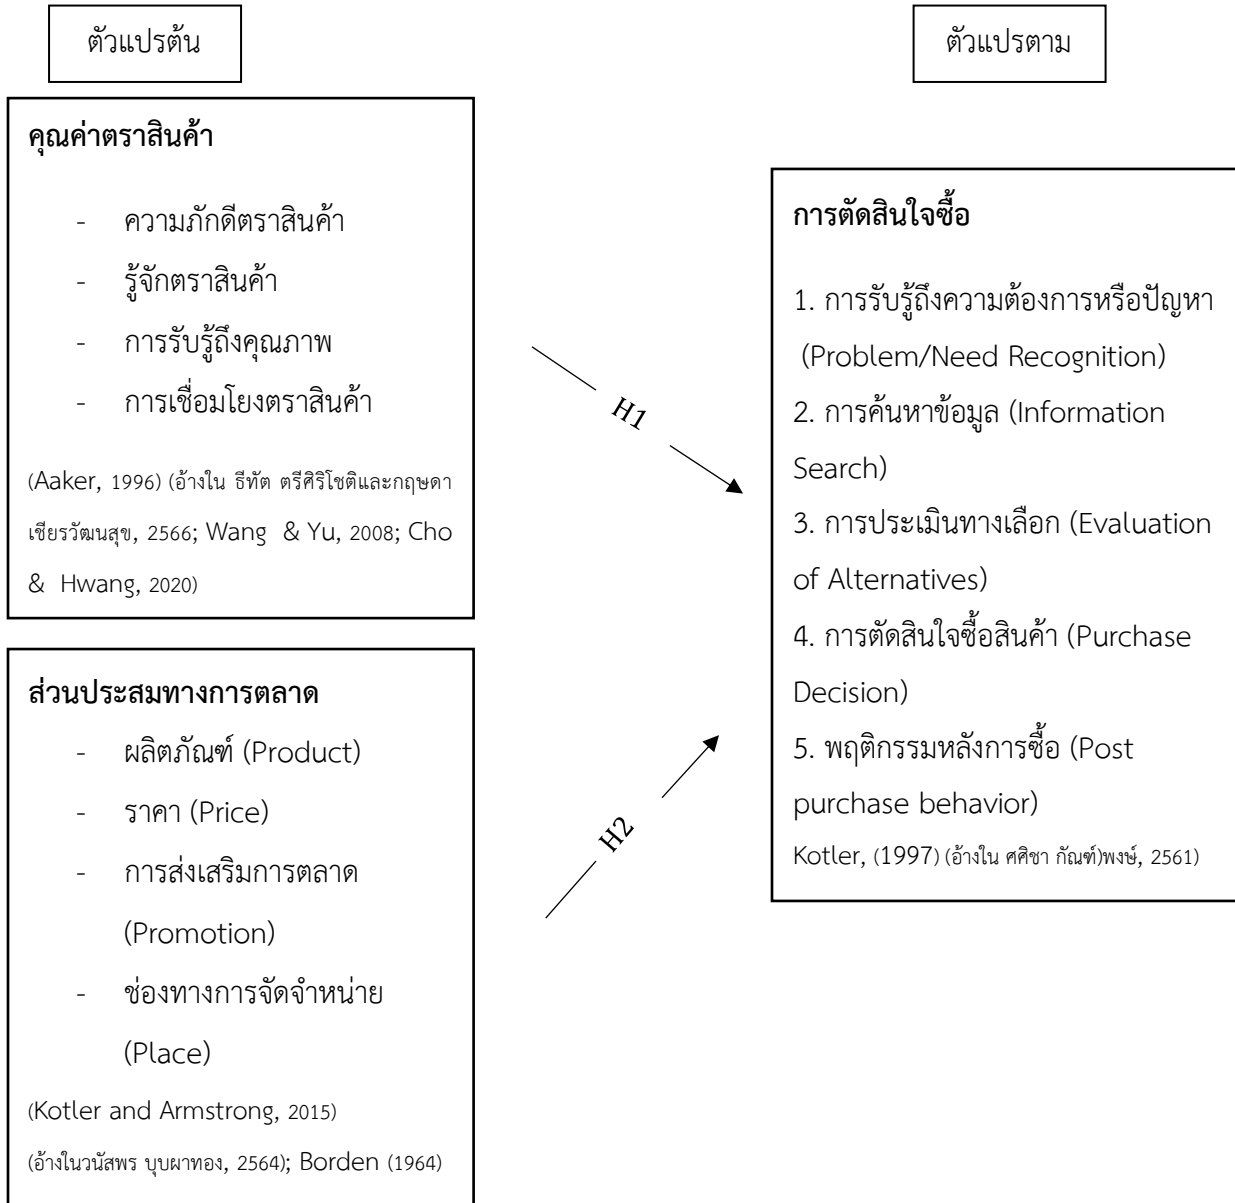 ตัวแปรต้น
ตัวแปรตาม
คุณค่าตราสินค้า
- ความภักดีตราสินค้า
- รู้จักตราสินค้า
- การรับรู้ถึงคุณภาพ
- การเชื่อมโยงตราสินค้า
(Aaker, 1996) (อ้างใน ธีทัต ตรีศิริโชติและกฤษดา
เชียรวัฒนสุข, 2566; Wang & Yu, 2008; Cho
& Hwang, 2020)
H1
ส่วนประสมทางการตลาด
- ผลิตภัณฑ์ (Product)
- ราคา (Price)
- การส่งเสริมการตลาด
(Promotion)
- ช่องทางการจัดจำหน่าย
(Place)
(Kotler and Armstrong, 2015)
(อ้างในวนัสพร บุบผาทอง, 2564); Borden (1964)
H2
การตัดสินใจซื้อ
1. การรับรู้ถึงความต้องการหรือปัญหา
(Problem/Need Recognition)
2. การค้นหาข้อมูล (Information
Search)
3. การประเมินทางเลือก (Evaluation
of Alternatives)
4. การตัดสินใจซื้อสินค้า (Purchase
Decision)
5. พฤติกรรมหลังการซื้อ (Post
purchase behavior)
Kotler, (1997) (อ้างใน ศศิชา กัณฑ์)พงษ์, 2561)